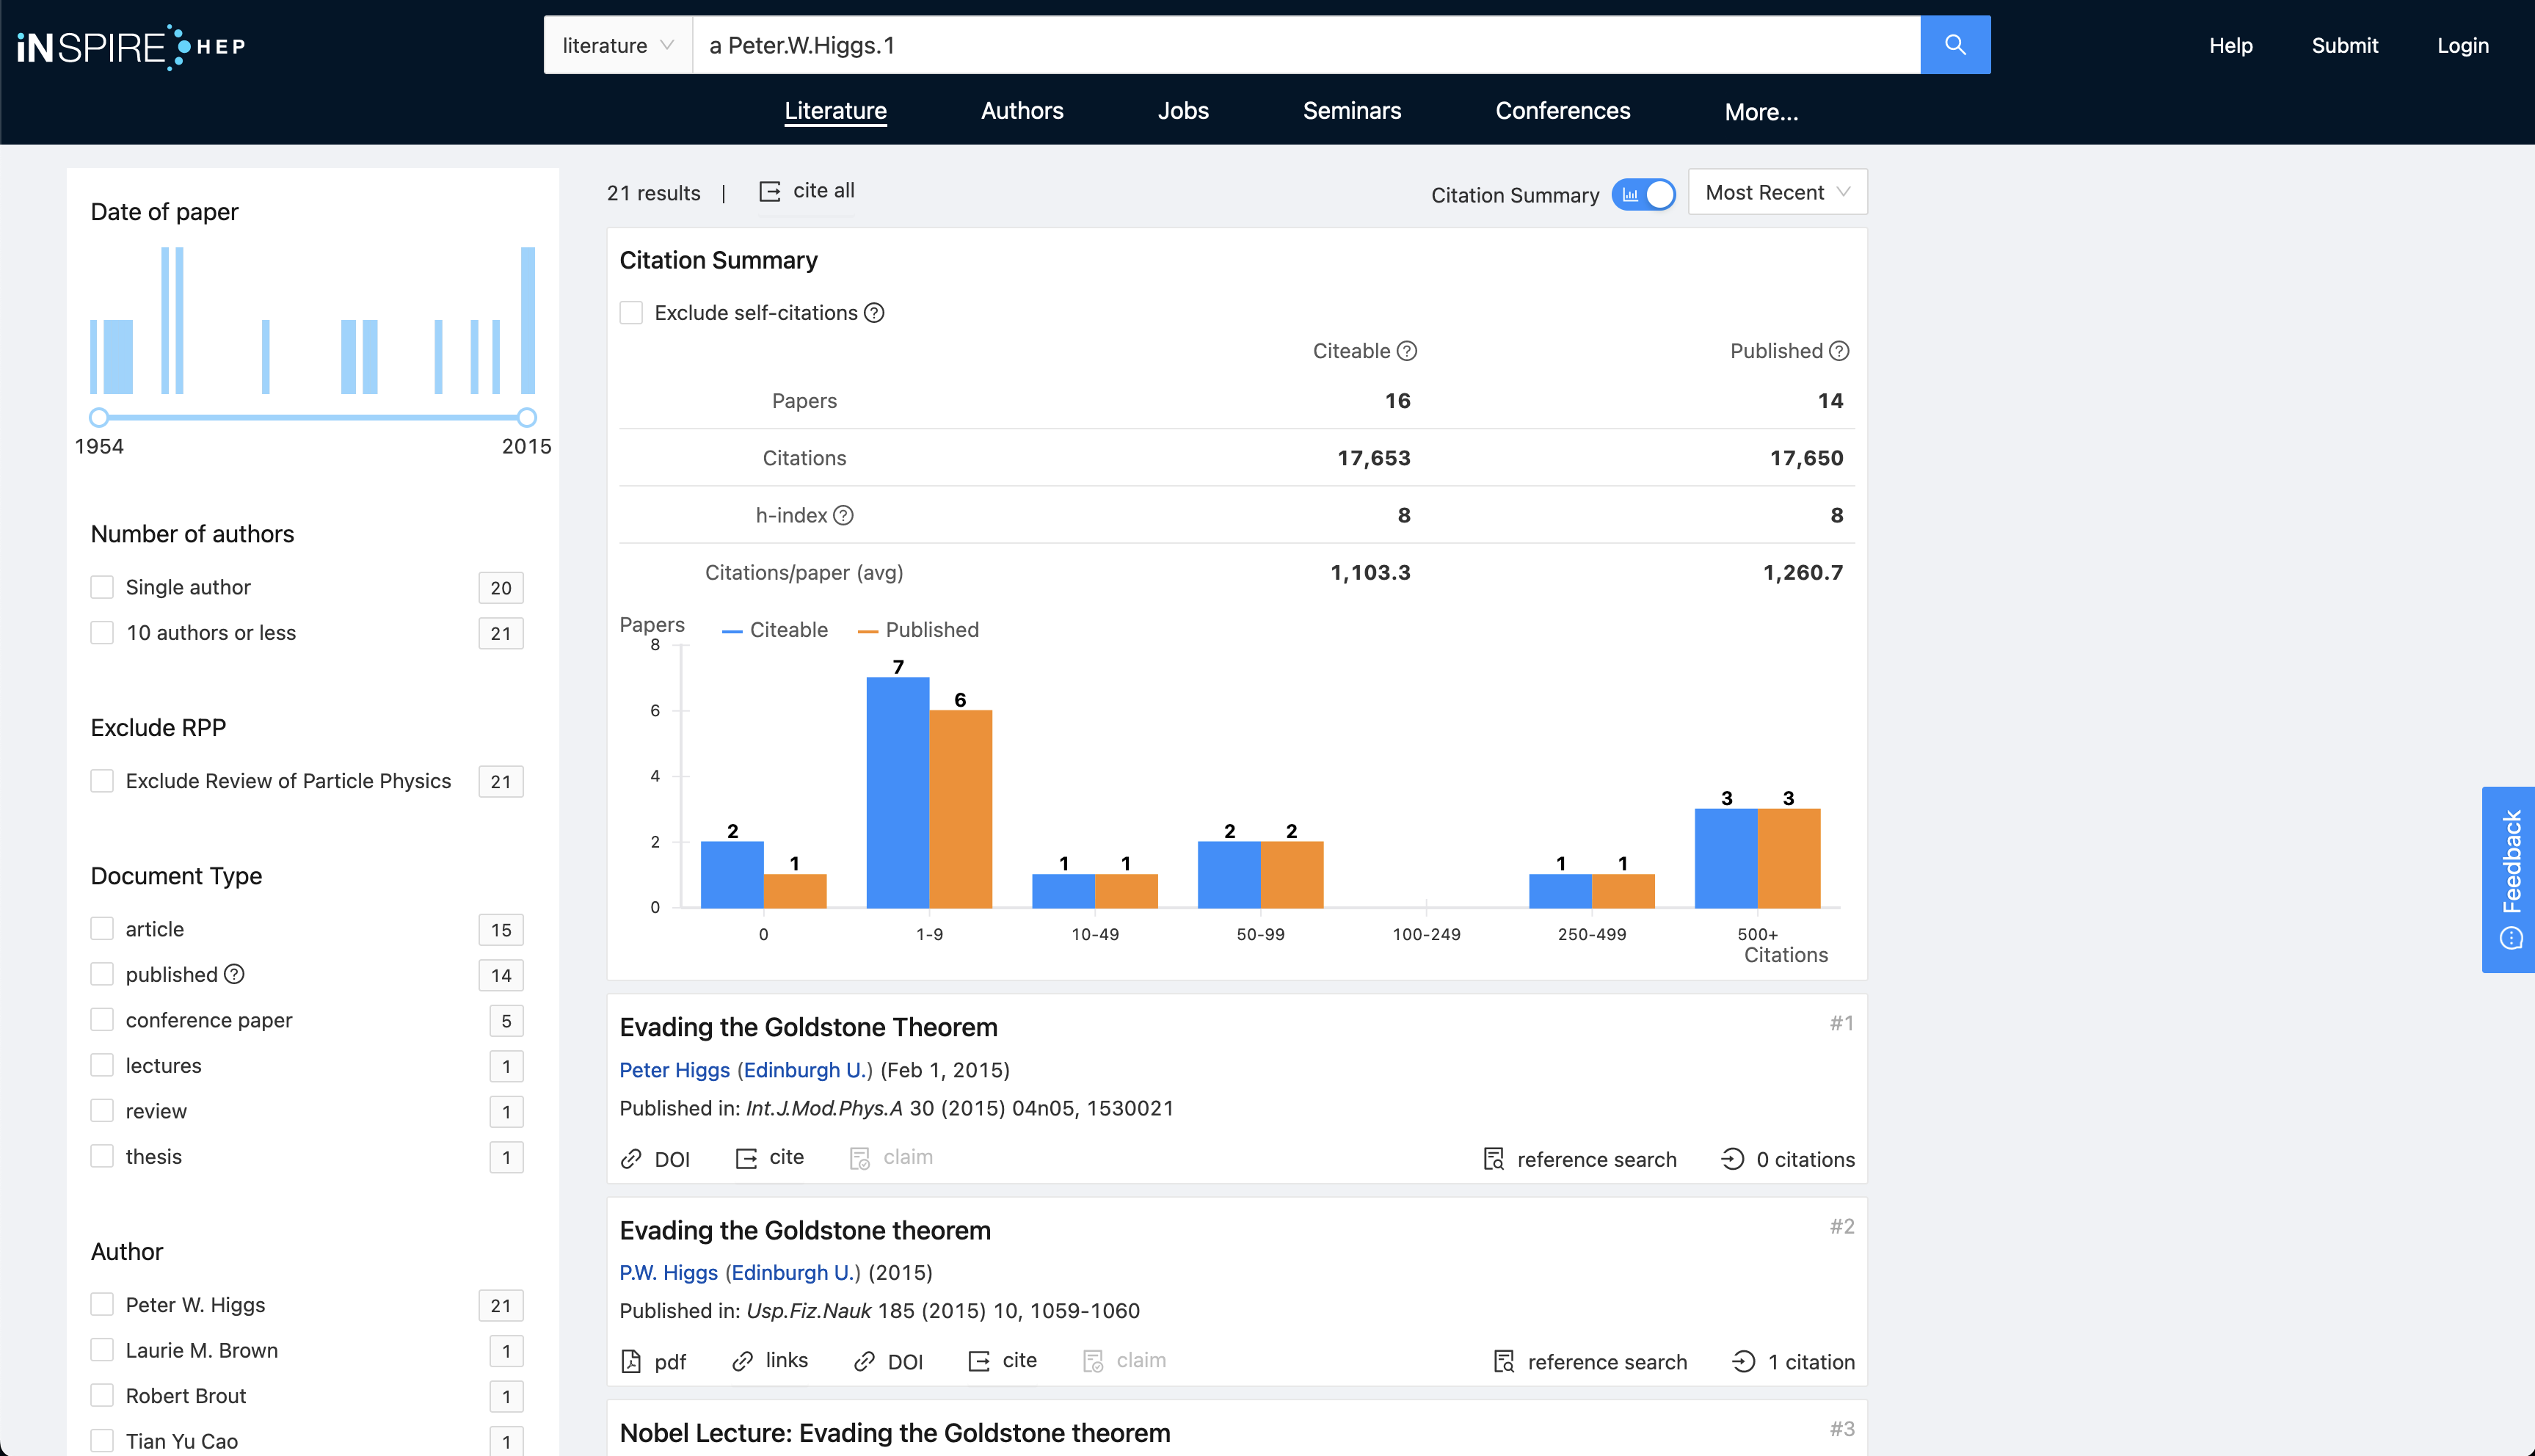 iNSPIRE HEP
literature
a Peter.W.Higgs.1
Help
Submit
Login
Literature
Authors
Jobs
Seminars
Conferences
More...
Date of paper
1954
2015
Number of authors
Single author 20
10 authors or less 21
Exclude RPP
Exclude Review of Particle Physics 21
Document Type
article 15
published 14
conference paper 5
lectures 1
review 1
thesis 1
Author
Peter W. Higgs 21
Laurie M. Brown 1
Robert Brout 1
Tian Yu Cao 1
21 results | cite all
Citation Summary
Most Recent
Citation Summary
Exclude self-citations
Citeable Published
Papers 16 14
Citations 17,653 17,650
h-index 8 8
Citations/paper (avg) 1,103.3 1,260.7
Papers
Citeable Published
8
6
4
2
0
2 1 7 6 1 1 2 2 1 1 3 3
0 1-9 10-49 50-99 100-249 250-499 500+
Citations
Evading the Goldstone Theorem #1
Peter Higgs (Edinburgh U.) (Feb 1, 2015)
Published in: Int.J.Mod.Phys.A 30 (2015) 04n05, 1530021
DOI cite claim reference search 0 citations
Evading the Goldstone theorem #2
P.W. Higgs (Edinburgh U.) (2015)
Published in: Usp.Fiz.Nauk 185 (2015) 10, 1059-1060
pdf links DOI cite claim reference search 1 citation
Nobel Lecture: Evading the Goldstone theorem #3
Feedback